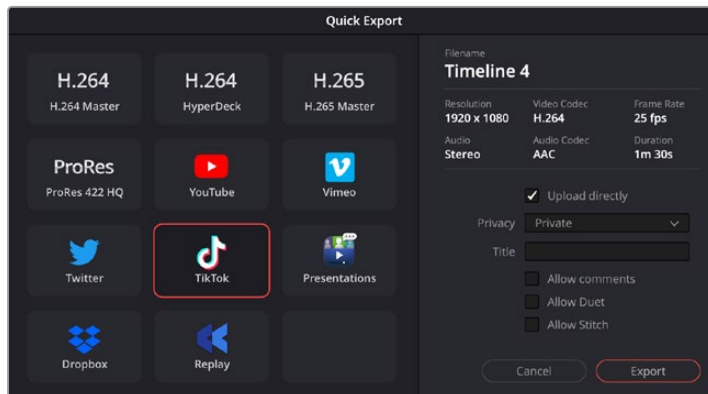 Quick Export
H.264
H.264 Master
H.264
HyperDeck
H.265
H.265 Master
ProRes
ProRes 422 HQ
YouTube
Vimeo
Twitter
TikTok
Presentations
Dropbox
Replay
Filename
Timeline 4
Resolution Video Codec Frame Rate
1920 x 1080 H.264 25 fps
Audio Audio Codec Duration
Stereo AAC 1m 30s
Upload directly
Privacy Private
Title
Allow comments
Allow Duet
Allow Stitch
Cancel Export